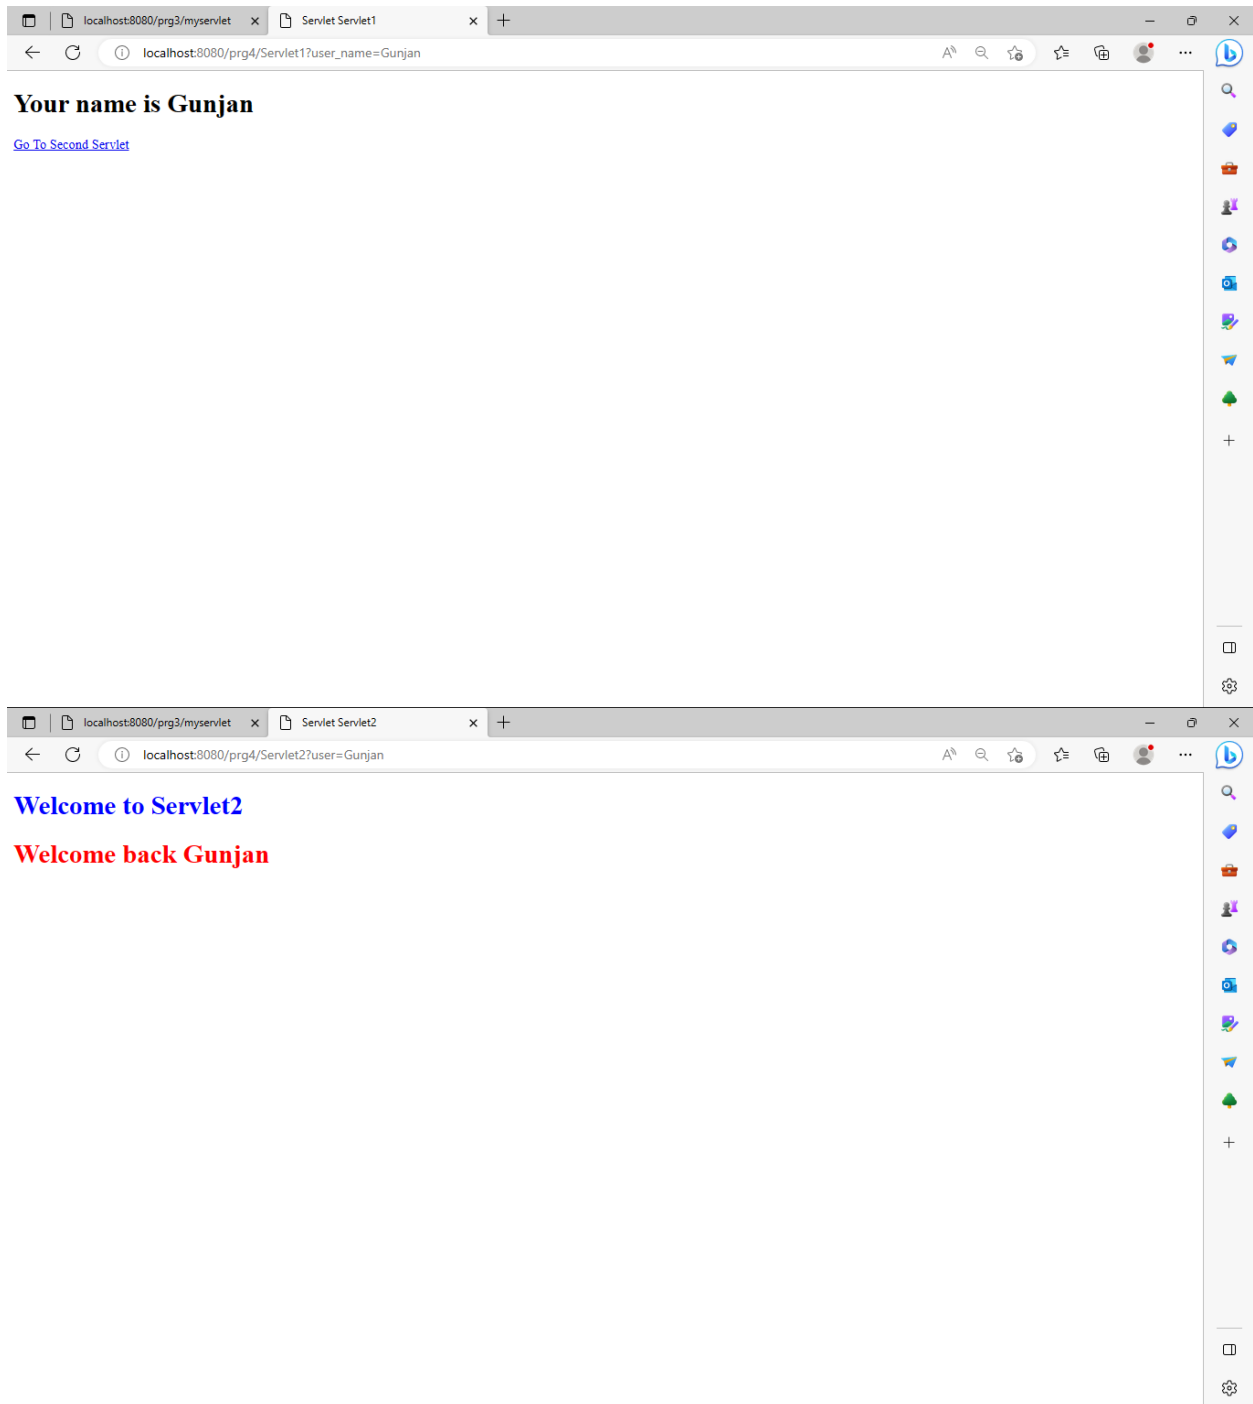 localhost:8080/prg3/myservlet Servlet Servlet1
localhost:8080/prg4/Servlet1?user_name=Gunjan
Your name is Gunjan
Go To Second Servlet
localhost:8080/prg3/myservlet Servlet Servlet2
localhost:8080/prg4/Servlet2?user=Gunjan
Welcome to Servlet2
Welcome back Gunjan